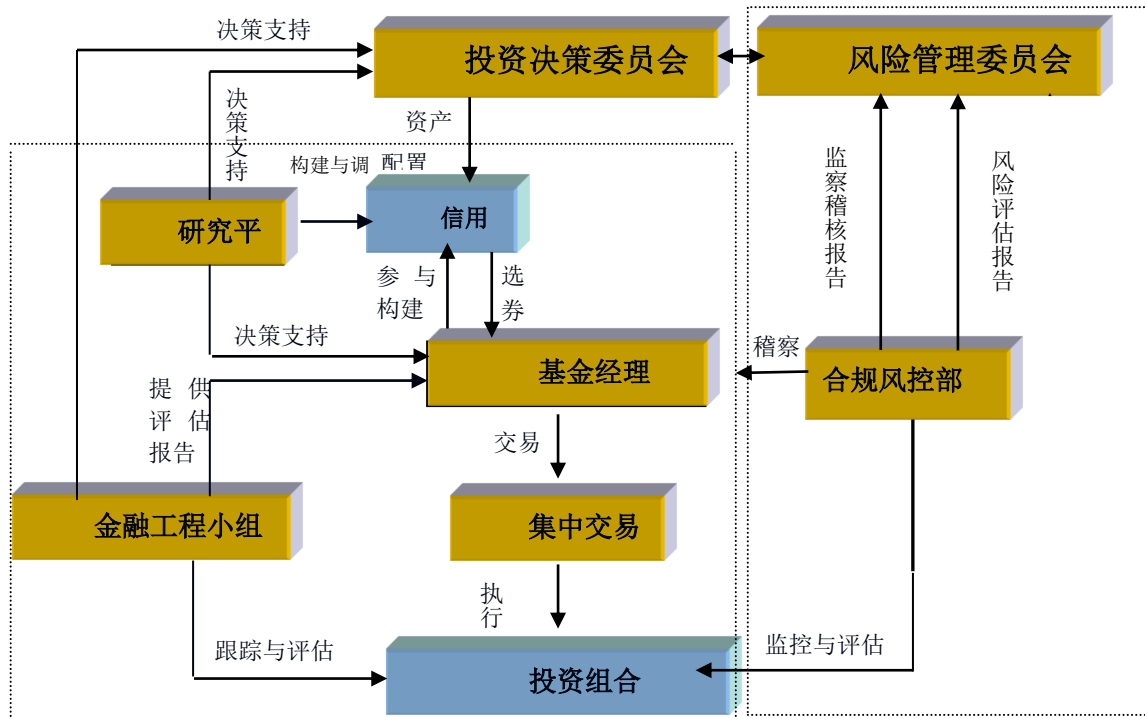 决策支持
投资决策委员会
风险管理委员会
决
策
支
持
资产
构建与调
配置
监
察
稽
核
报
告
风
险
评
估
报
告
研究平
信用
参 与
构建
选
券
决策支持
基金经理
稽察
合规风控部
提 供
评 估
报告
交易
金融工程小组
集中交易
执
行
跟踪与评估
投资组合
监控与评估